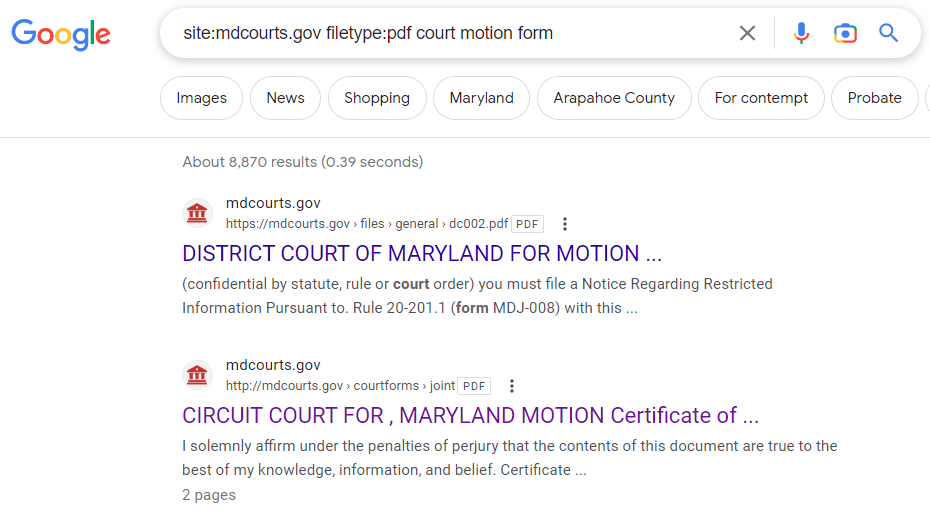 Google
site:mdcourts.gov filetype:pdf court motion form
Images News Shopping Maryland Arapahoe County For contempt Probate
About 8,870 results (0.39 seconds)
mdcourts.gov
https://mdcourts.gov › files › general › dc002.pdf PDF
DISTRICT COURT OF MARYLAND FOR MOTION ...
(confidential by statute, rule or court order) you must file a Notice Regarding Restricted
Information Pursuant to. Rule 20-201.1 (form MDJ-008) with this ...
mdcourts.gov
http://mdcourts.gov › courtforms › joint PDF
CIRCUIT COURT FOR , MARYLAND MOTION Certificate of ...
I solemnly affirm under the penalties of perjury that the contents of this document are true to the
best of my knowledge, information, and belief. Certificate ...
2 pages